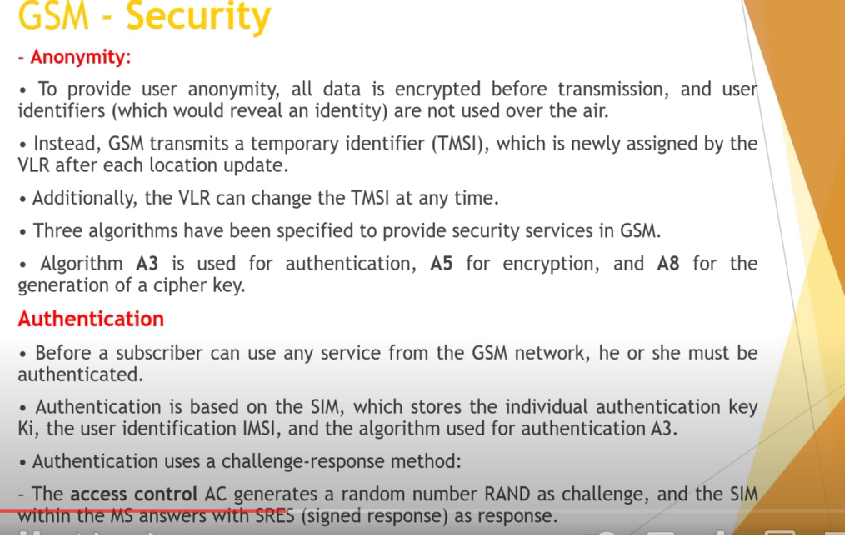 GSM - Security
- Anonymity:
• To provide user anonymity, all data is encrypted before transmission, and user
identifiers (which would reveal an identity) are not used over the air.
• Instead, GSM transmits a temporary identifier (TMSI), which is newly assigned by the
VLR after each location update.
• Additionally, the VLR can change the TMSI at any time.
• Three algorithms have been specified to provide security services in GSM.
• Algorithm A3 is used for authentication, A5 for encryption, and A8 for the
generation of a cipher key.
Authentication
• Before a subscriber can use any service from the GSM network, he or she must be
authenticated.
• Authentication is based on the SIM, which stores the individual authentication key
Ki, the user identification IMSI, and the algorithm used for authentication A3.
• Authentication uses a challenge-response method:
– The access control AC generates a random number RAND as challenge, and the SIM
within the MS answers with SRES (signed response) as response.